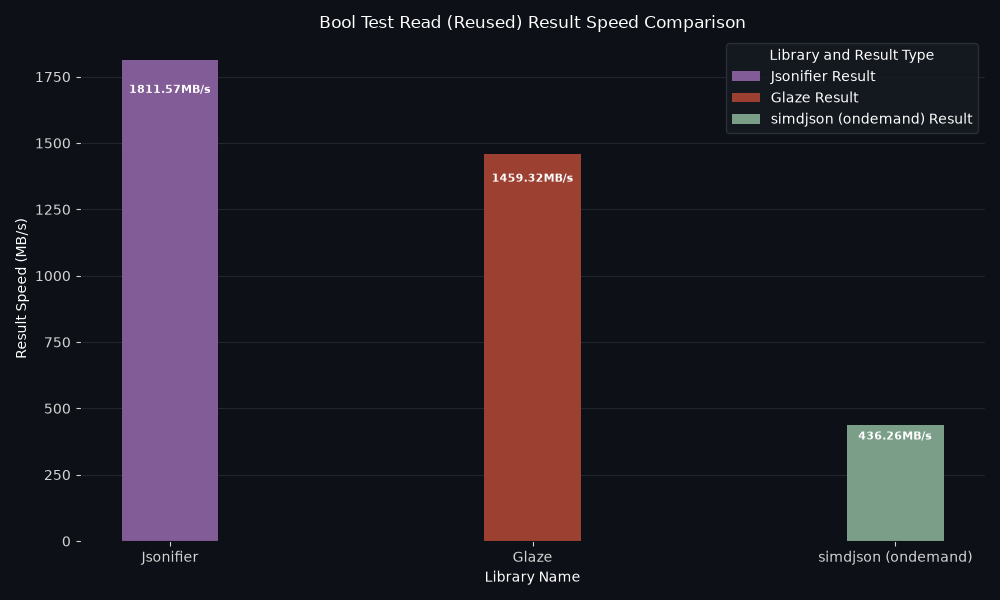 Bool Test Read (Reused) Result Speed Comparison
Library and Result Type
Jsonifier Result
Glaze Result
simdjson (ondemand) Result
Result Speed (MB/s)
1750
1500
1250
1000
750
500
250
0
1811.57MB/s
1459.32MB/s
436.26MB/s
Jsonifier
Glaze
simdjson (ondemand)
Library Name